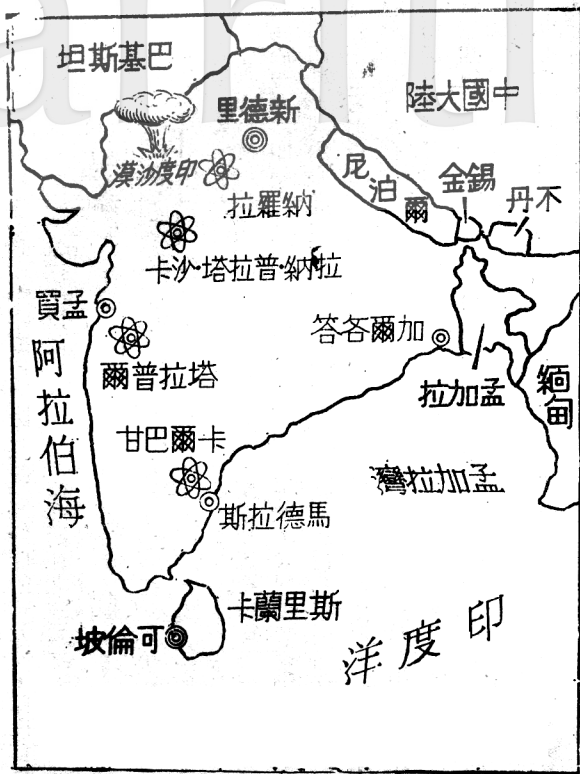 巴基斯坦
中國大陸
新德里
印度沙漠
尼泊爾
錫金
不丹
納羅拉
拉納·普拉塔·沙卡
孟買
加爾各答
塔拉普爾
孟加拉
緬甸
阿拉伯海
卡爾巴甘
孟加拉灣
馬德拉斯
斯里蘭卡
可倫坡
印度洋